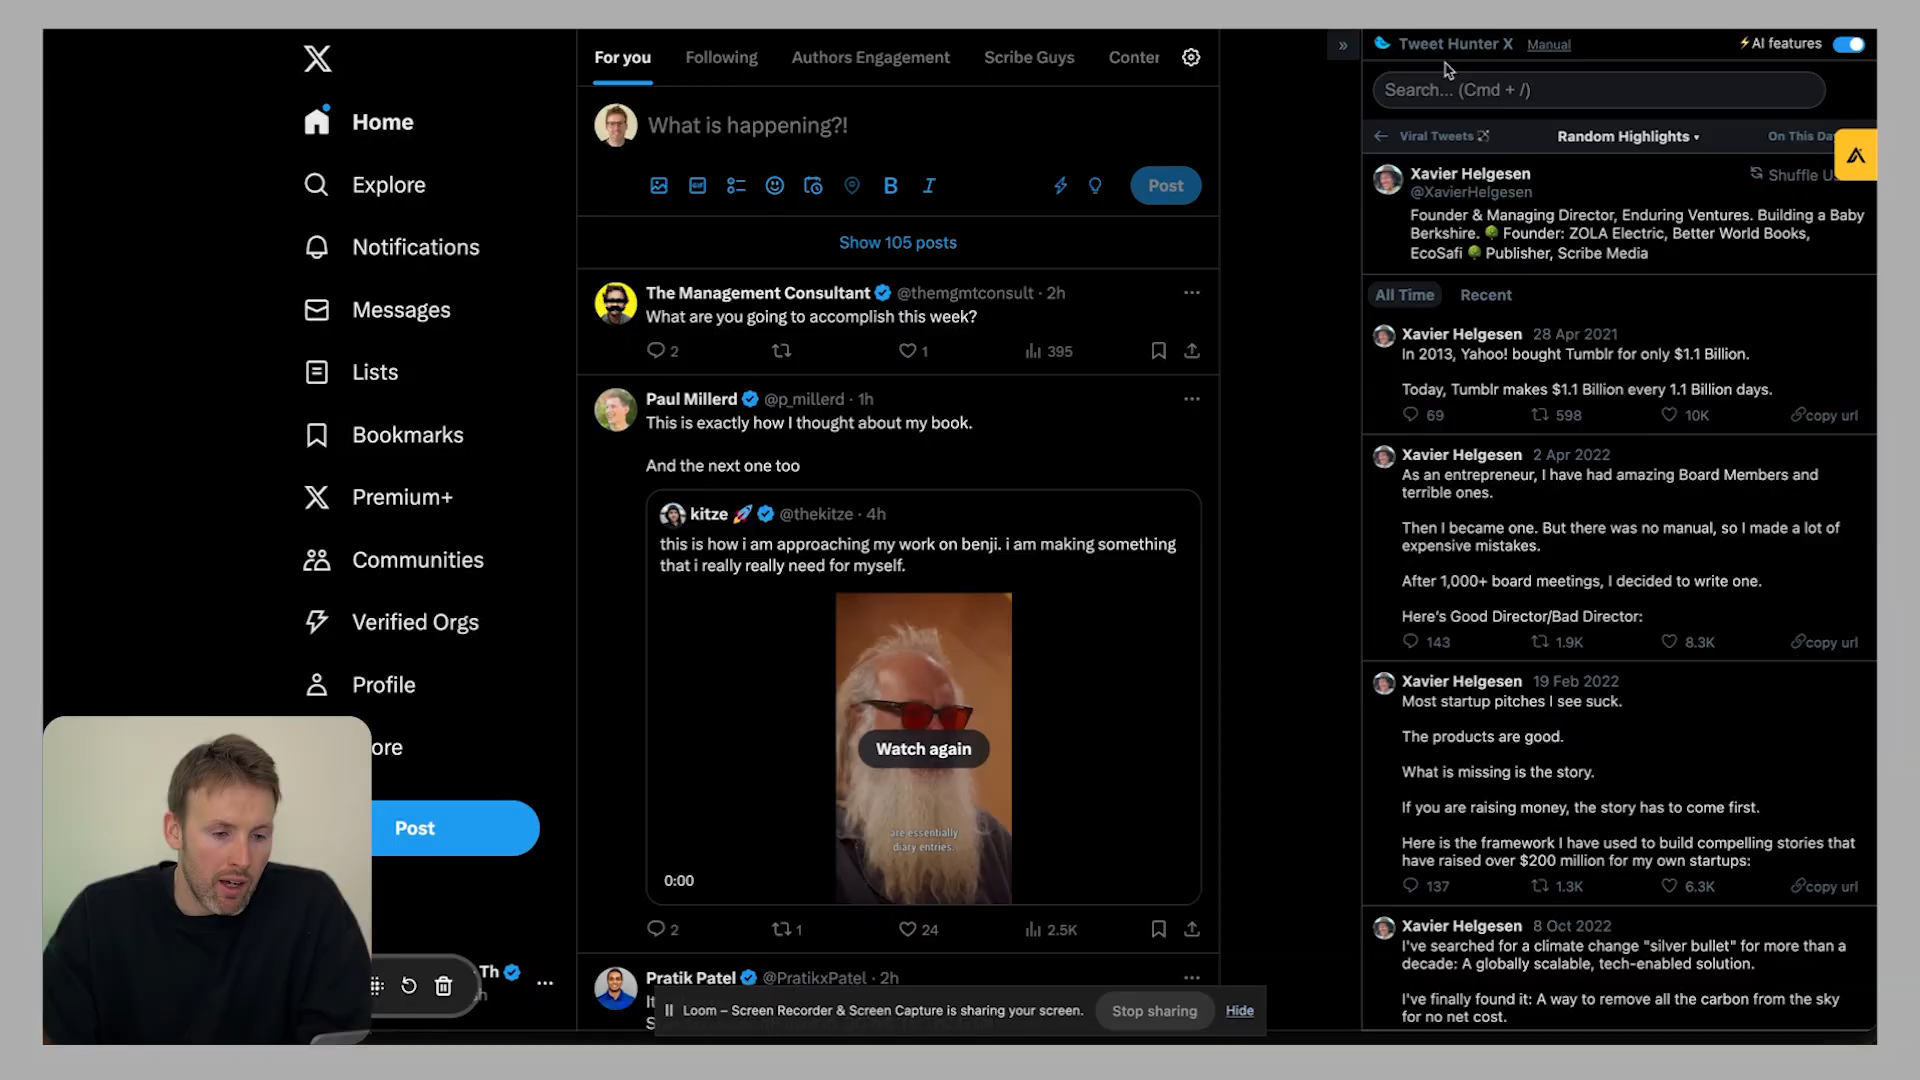 Home
Explore
Notifications
Messages
Lists
Bookmarks
Premium+
Communities
Verified Orgs
Profile
ore
Post
Th
For you
Following
Authors Engagement
Scribe Guys
Conter
What is happening?!
Post
Show 105 posts
The Management Consultant @themgmtconsult · 2h
What are you going to accomplish this week?
2
1
395
Paul Millerd @p_millerd · 1h
This is exactly how I thought about my book.
And the next one too
kitze 🚀 @thekitze · 4h
this is how i am approaching my work on benji. i am making something
that i really really need for myself.
Watch again
are essentially
diary entries.
0:00
2
1
24
2.5K
Pratik Patel @PratikxPatel · 2h
Loom – Screen Recorder & Screen Capture is sharing your screen.
Stop sharing
Hide
Tweet Hunter X
Manual
⚡AI features
Search... (Cmd + /)
Viral Tweets
Random Highlights
On This Da
Xavier Helgesen
@XavierHelgesen
Shuffle U
Founder & Managing Director, Enduring Ventures. Building a Baby
Berkshire. 🌳 Founder: ZOLA Electric, Better World Books,
EcoSafi 🌳 Publisher, Scribe Media
All Time
Recent
Xavier Helgesen 28 Apr 2021
In 2013, Yahoo! bought Tumblr for only $1.1 Billion.
Today, Tumblr makes $1.1 Billion every 1.1 Billion days.
69
598
10K
copy url
Xavier Helgesen 2 Apr 2022
As an entrepreneur, I have had amazing Board Members and
terrible ones.
Then I became one. But there was no manual, so I made a lot of
expensive mistakes.
After 1,000+ board meetings, I decided to write one.
Here's Good Director/Bad Director:
143
1.9K
8.3K
copy url
Xavier Helgesen 19 Feb 2022
Most startup pitches I see suck.
The products are good.
What is missing is the story.
If you are raising money, the story has to come first.
Here is the framework I have used to build compelling stories that
have raised over $200 million for my own startups:
137
1.3K
6.3K
copy url
Xavier Helgesen 8 Oct 2022
I've searched for a climate change "silver bullet" for more than a
decade: A globally scalable, tech-enabled solution.
I've finally found it: A way to remove all the carbon from the sky
for no net cost.